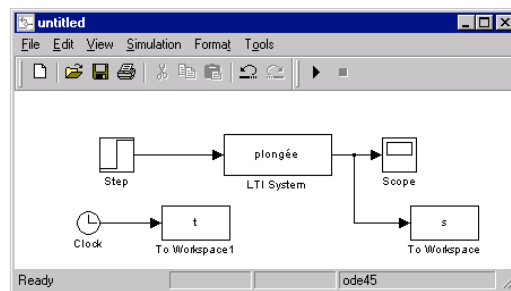 untitled
File Edit View Simulation Format Tools
plongée
Step
LTI System
Scope
t
s
Clock
To Workspace1
To Workspace
Ready
ode45